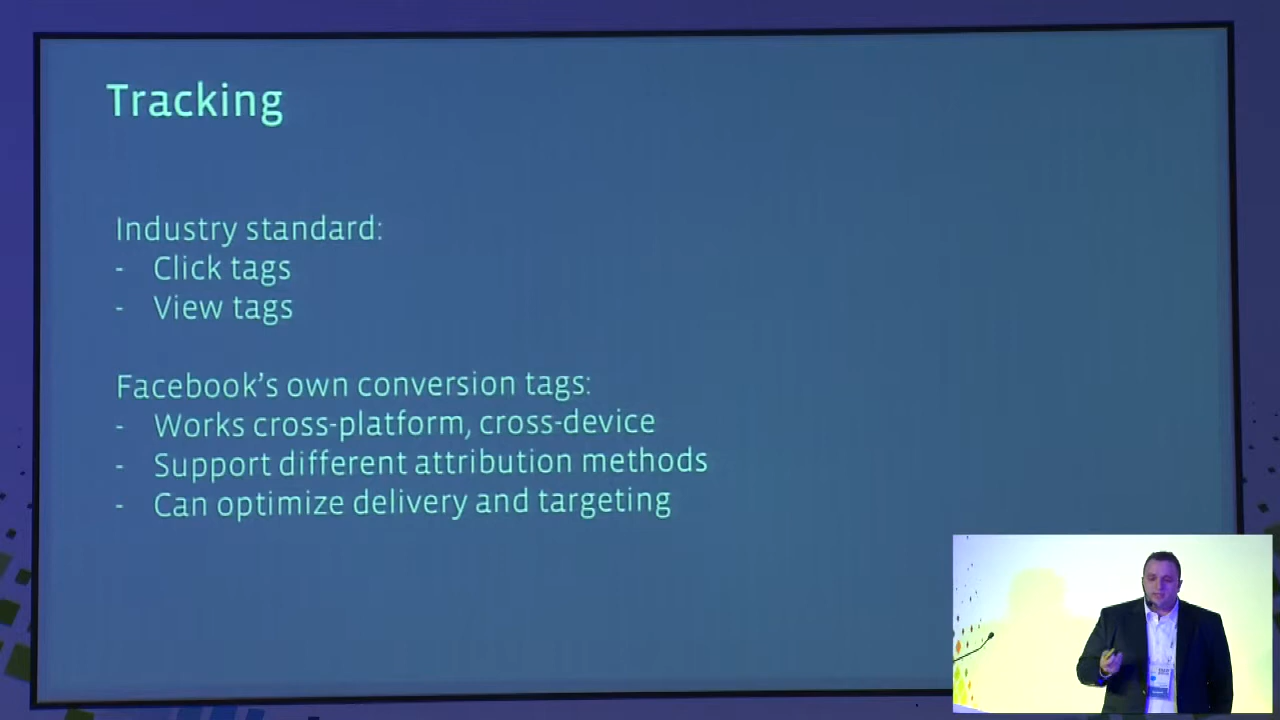 Tracking
Industry standard:
- Click tags
- View tags
Facebook's own conversion tags:
- Works cross-platform, cross-device
- Support different attribution methods
- Can optimize delivery and targeting